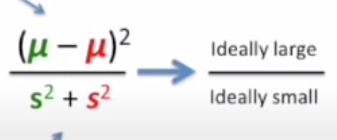 (μ − μ)²
s² + s²
Ideally large
Ideally small